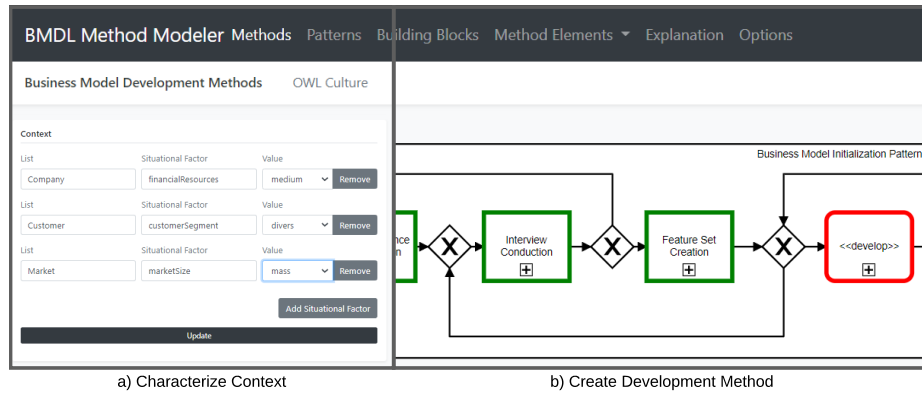 BMDL Method Modeler Methods Patterns Building Blocks Method Elements Explanation Options
Business Model Development Methods OWL Culture
Context
List Situational Factor Value
Company financialResources medium Remove
List Situational Factor Value
Customer customerSegment divers Remove
List Situational Factor Value
Market marketSize mass Remove
Add Situational Factor
Update
Business Model Initialization Pattern
nce
n
X
Interview
Conduction
X
Feature Set
Creation
X
<<develop>>
a) Characterize Context
b) Create Development Method